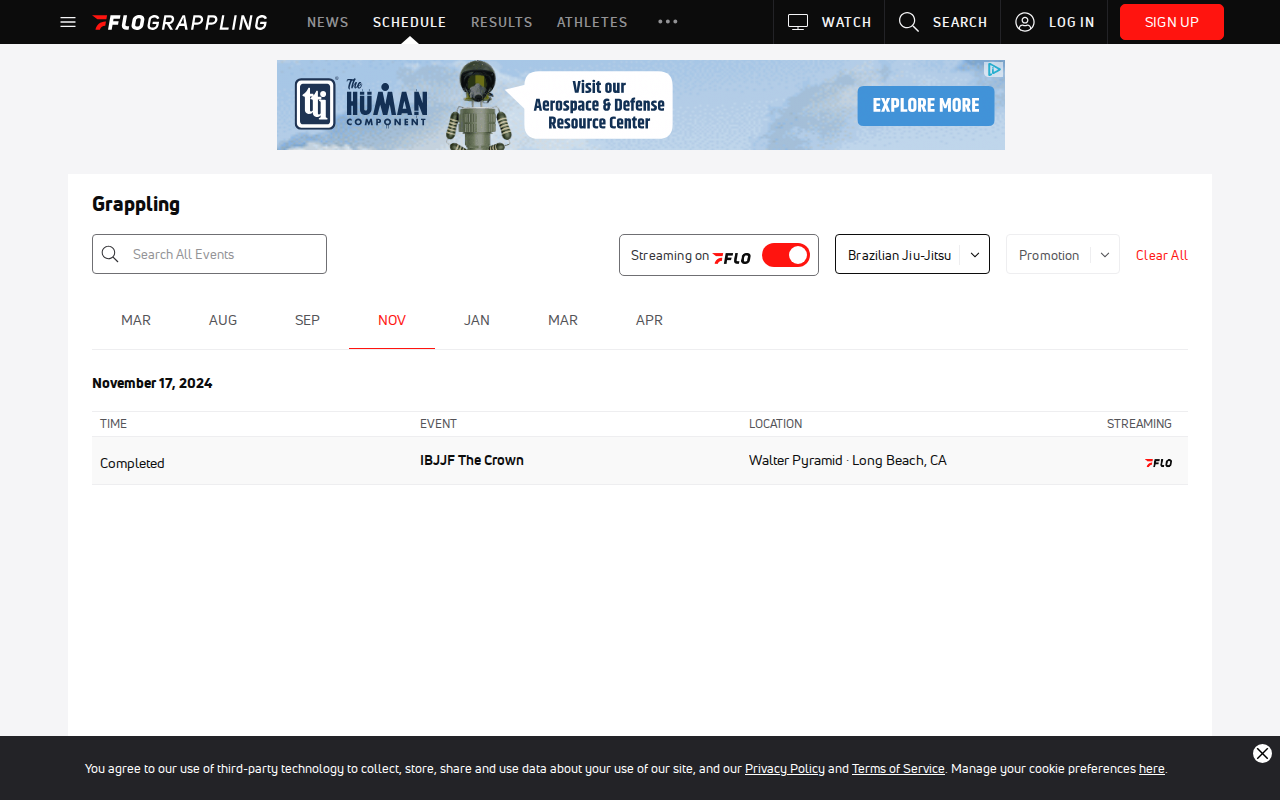 FLOGRAPPLING NEWS SCHEDULE RESULTS ATHLETES WATCH SEARCH LOG IN SIGN UP
tti The HUMAN COMPONENT
Visit our
Aerospace & Defense
Resource Center
EXPLORE MORE
Grappling
Search All Events Streaming on FLO Brazilian Jiu-Jitsu Promotion Clear All
MAR AUG SEP NOV JAN MAR APR
November 17, 2024
TIME EVENT LOCATION STREAMING
Completed IBJJF The Crown Walter Pyramid · Long Beach, CA FLO
You agree to our use of third-party technology to collect, store, share and use data about your use of our site, and our Privacy Policy and Terms of Service. Manage your cookie preferences here.